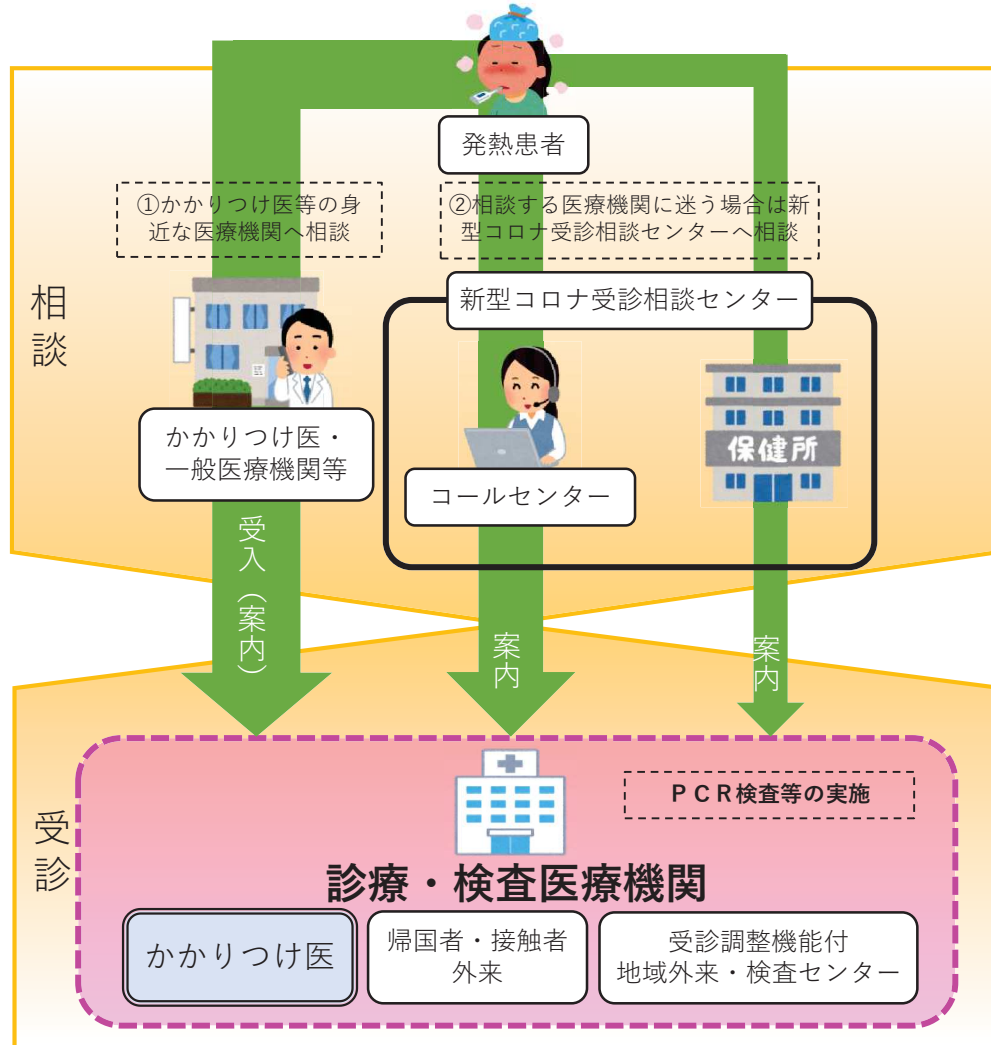 発熱患者
①かかりつけ医等の身
近な医療機関へ相談
②相談する医療機関に迷う場合は新
型コロナ受診相談センターへ相談
相談
新型コロナ受診相談センター
かかりつけ医・
一般医療機関等
コールセンター
保健所
受入（案内）
案内
案内
受診
ＰＣＲ検査等の実施
診療・検査医療機関
かかりつけ医
帰国者・接触者
外来
受診調整機能付
地域外来・検査センター